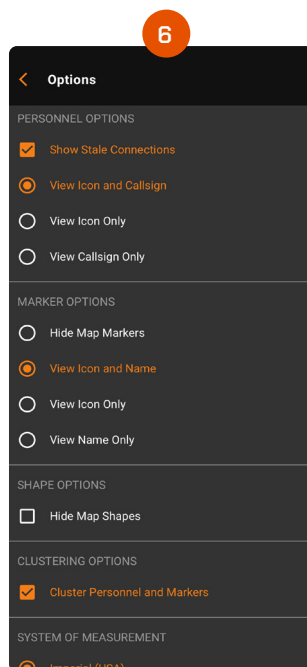 6
Options
PERSONNEL OPTIONS
Show Stale Connections
View Icon and Callsign
View Icon Only
View Callsign Only
MARKER OPTIONS
Hide Map Markers
View Icon and Name
View Icon Only
View Name Only
SHAPE OPTIONS
Hide Map Shapes
CLUSTERING OPTIONS
Cluster Personnel and Markers
SYSTEM OF MEASUREMENT
Imperial (USA)